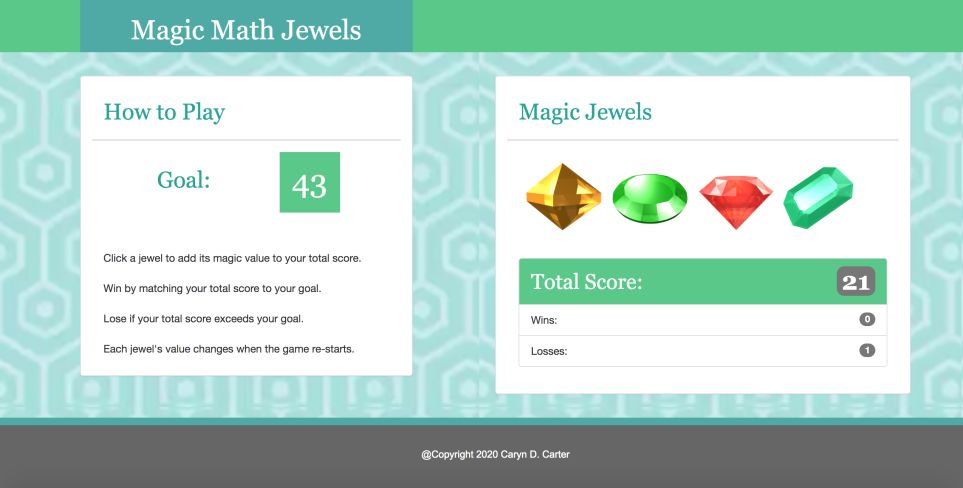 Magic Math Jewels
How to Play
Goal:
43
Click a jewel to add its magic value to your total score.
Win by matching your total score to your goal.
Lose if your total score exceeds your goal.
Each jewel's value changes when the game re-starts.
Magic Jewels
Total Score: 21
Wins: 0
Losses: 1
@Copyright 2020 Caryn D. Carter